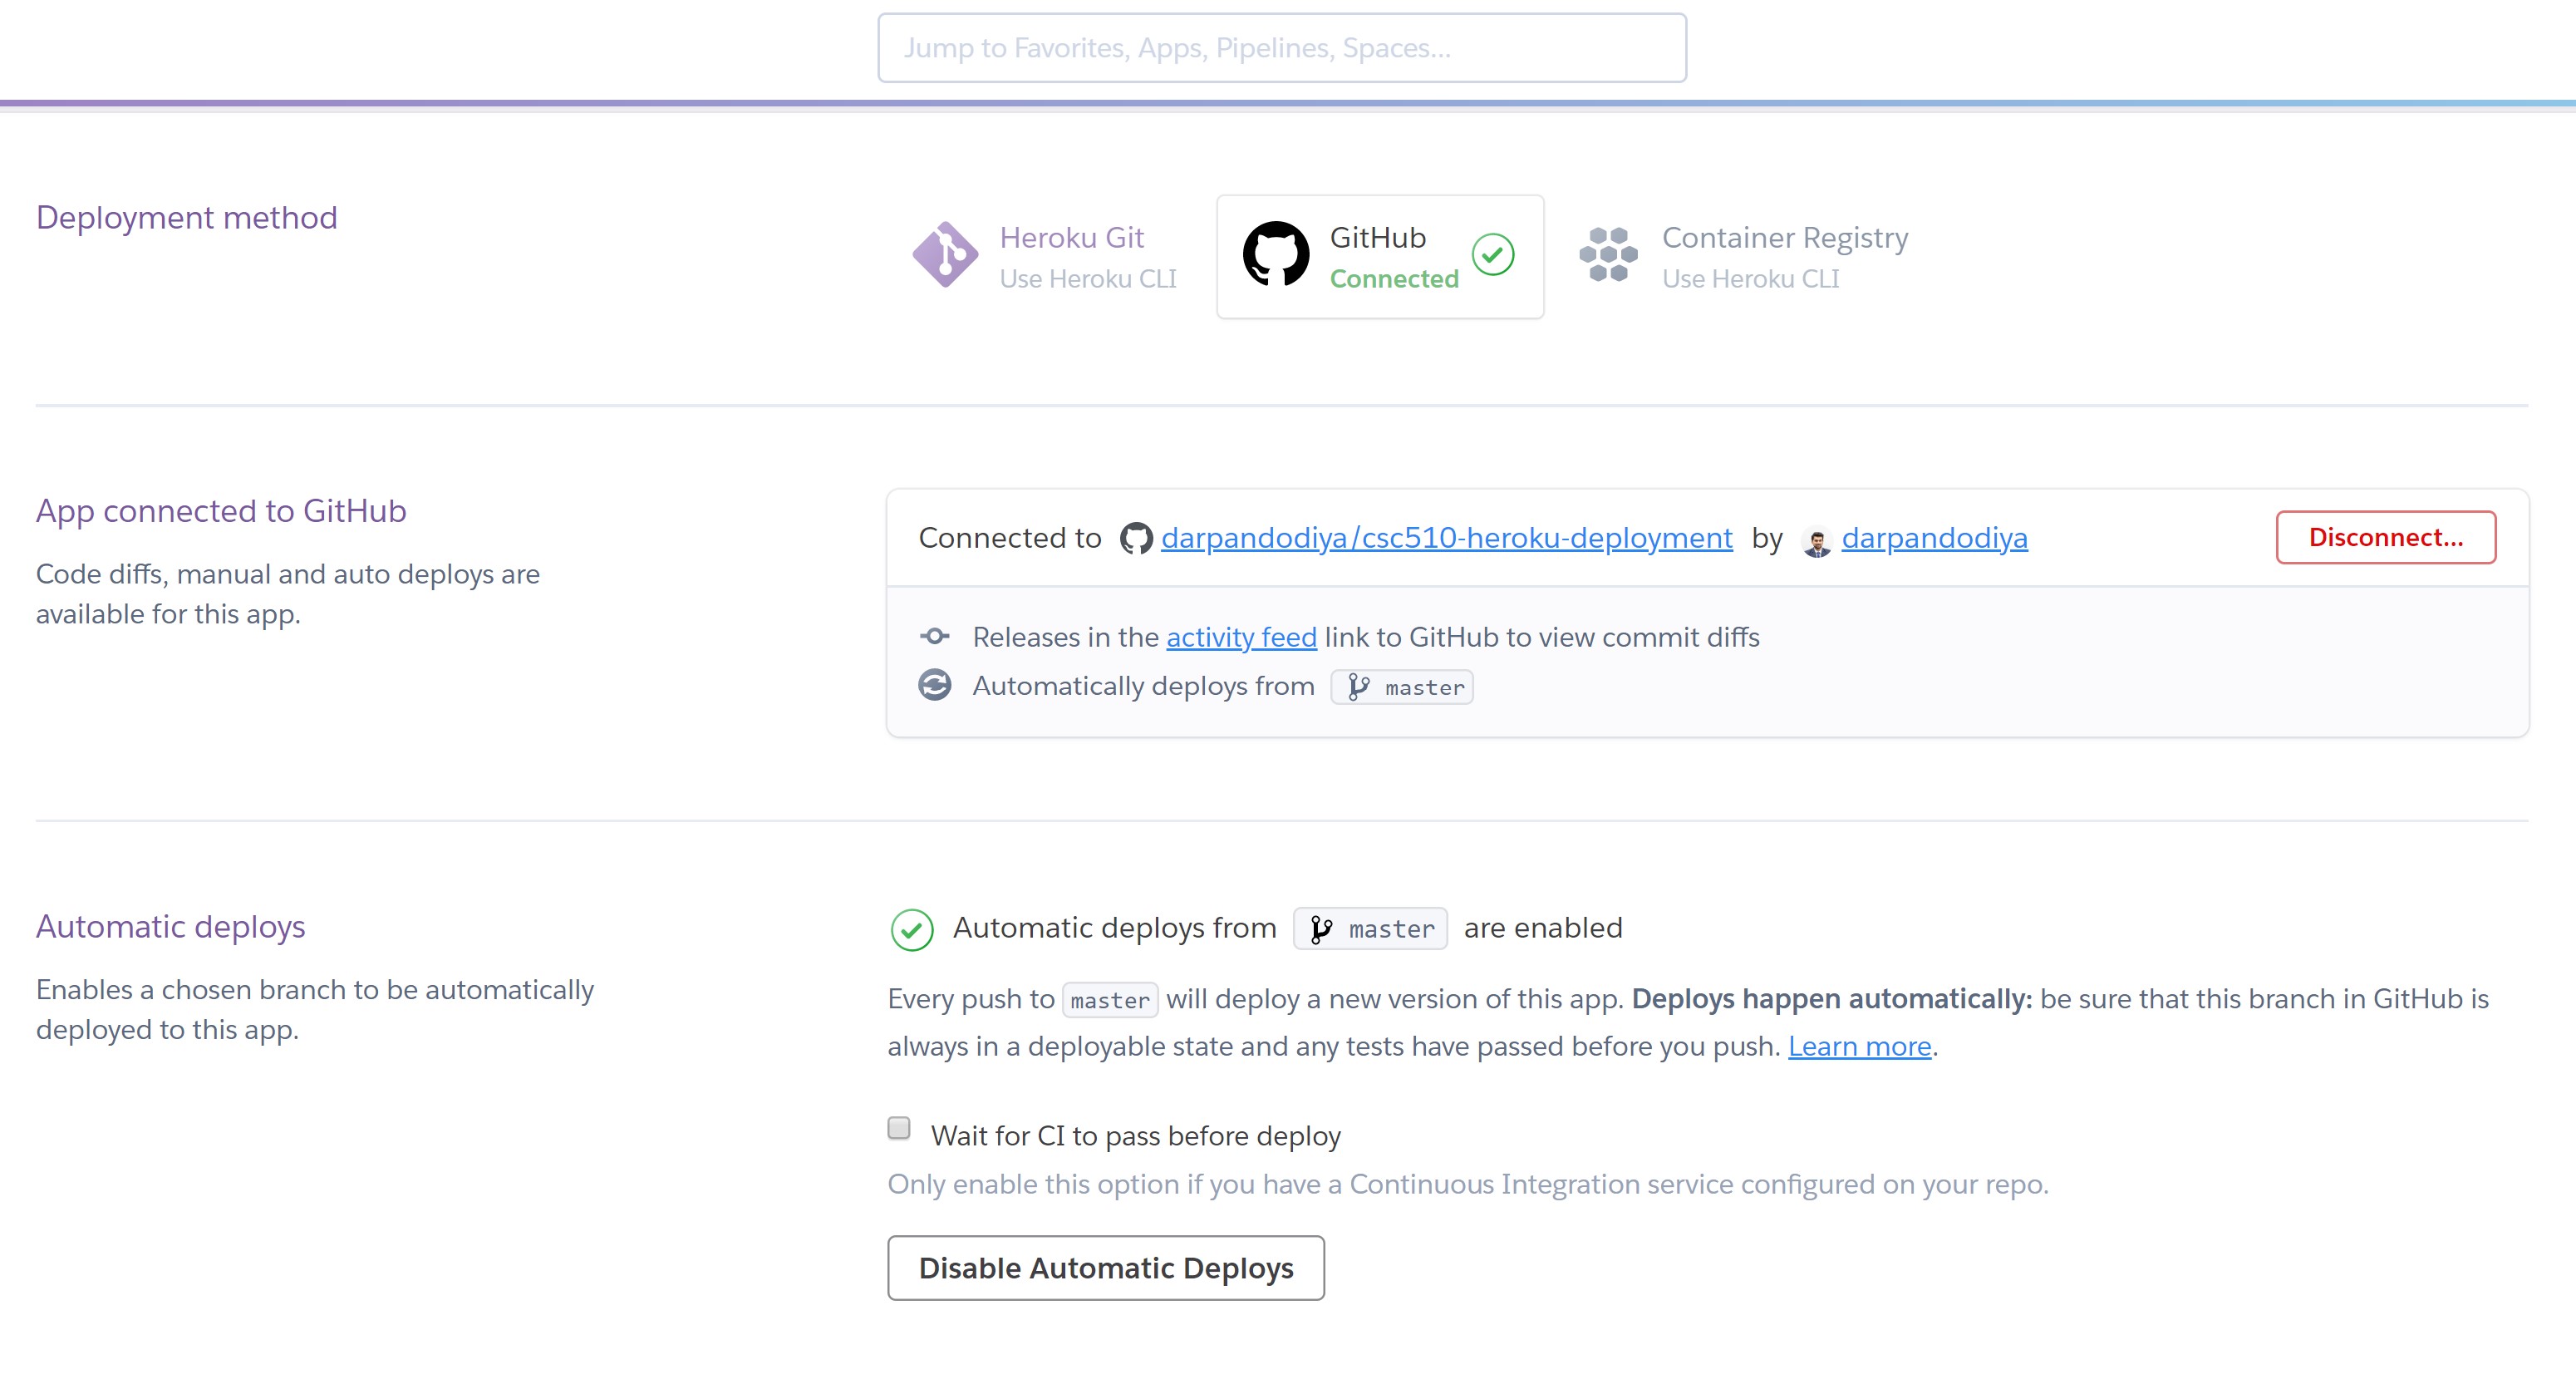 Jump to Favorites, Apps, Pipelines, Spaces...
Deployment method
Heroku Git
Use Heroku CLI
GitHub
Connected
Container Registry
Use Heroku CLI
App connected to GitHub
Code diffs, manual and auto deploys are
available for this app.
Connected to darpandodiya/csc510-heroku-deployment by darpandodiya
Disconnect...
Releases in the activity feed link to GitHub to view commit diffs
Automatically deploys from master
Automatic deploys
Enables a chosen branch to be automatically
deployed to this app.
Automatic deploys from master are enabled
Every push to master will deploy a new version of this app. Deploys happen automatically: be sure that this branch in GitHub is
always in a deployable state and any tests have passed before you push. Learn more.
Wait for CI to pass before deploy
Only enable this option if you have a Continuous Integration service configured on your repo.
Disable Automatic Deploys